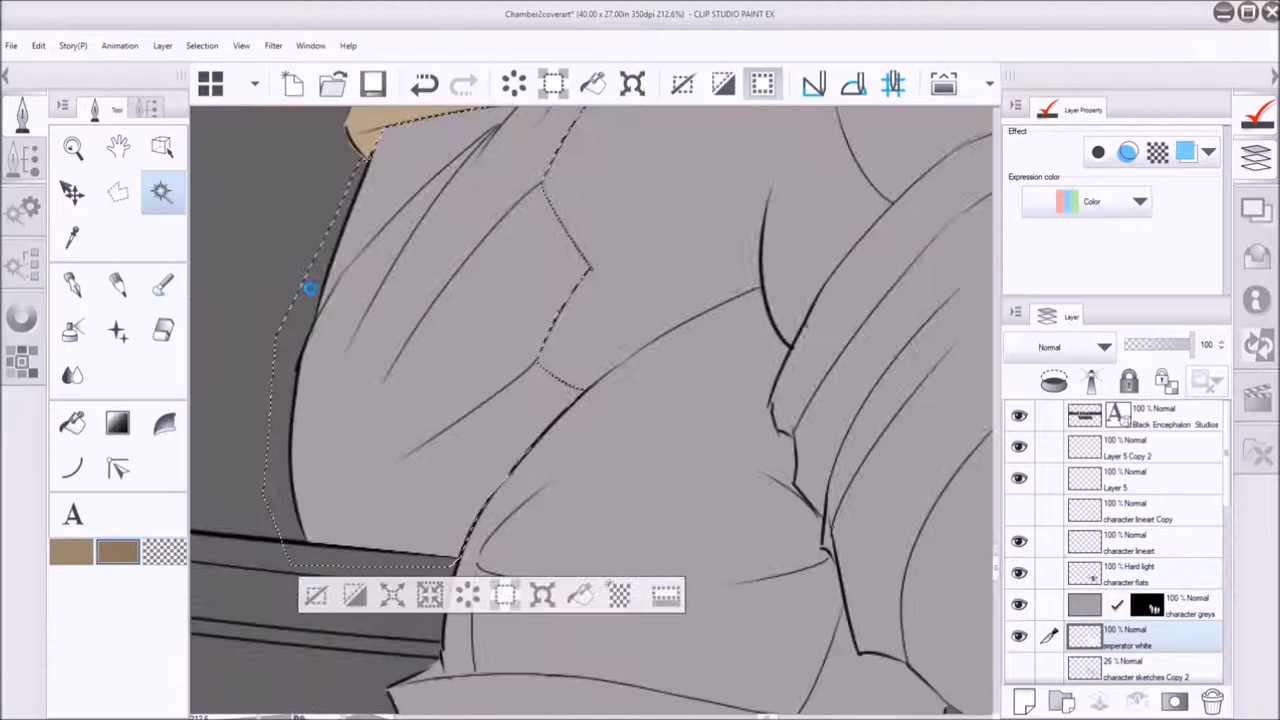 Chamber2coverart* (40.00 x 27.00in 350dpi 212.6%) - CLIP STUDIO PAINT EX
File Edit Story(P) Animation Layer Selection View Filter Window Help
Tool
Layer Property
Effect
Expression color
Color
Layer
Normal 100
100 % Normal
Black Encephalon Studios
100 % Normal
Layer 5 Copy 2
100 % Normal
Layer 5
100 % Normal
character lineart Copy
100 % Normal
character lineart
100 % Hard light
character flats
100 % Normal
character greys
100 % Normal
seperator white
26 % Normal
character sketches Copy 2
A
212.6